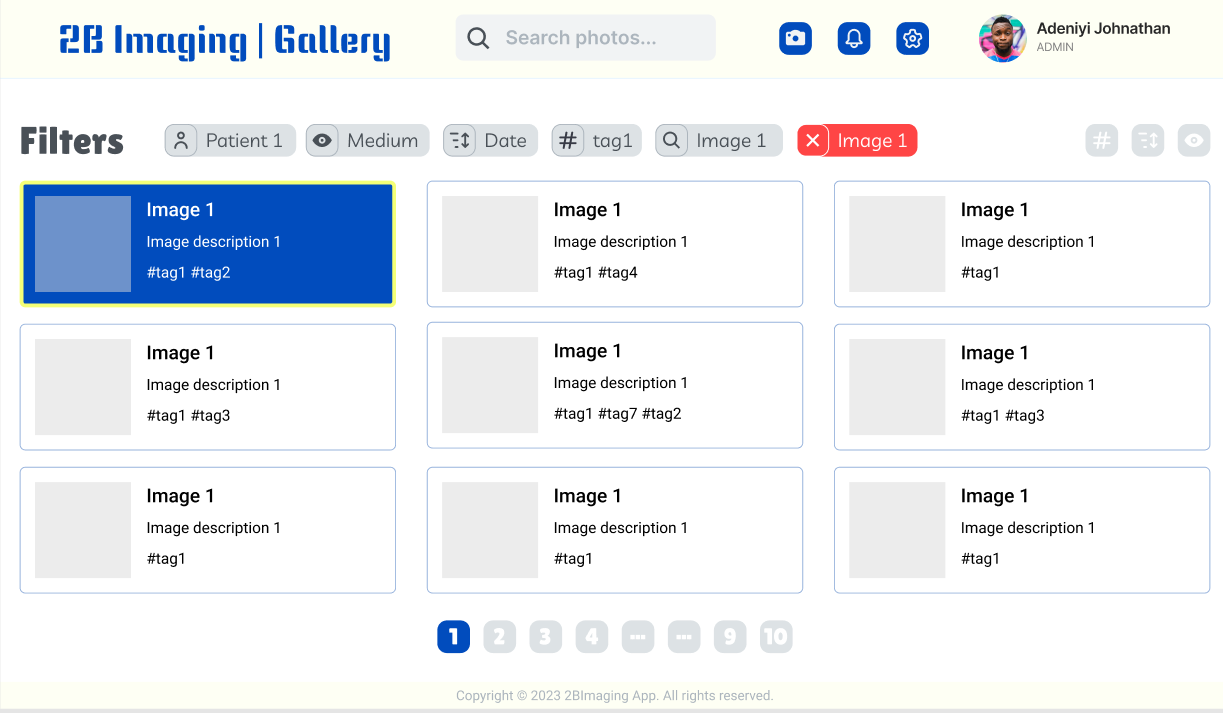 2B Imaging | Gallery
Search photos...
Adeniyi Johnathan
ADMIN
Filters
Patient 1
Medium
Date
# tag1
Image 1
Image 1
#
Image 1
Image description 1
#tag1 #tag2
Image 1
Image description 1
#tag1 #tag4
Image 1
Image description 1
#tag1
Image 1
Image description 1
#tag1 #tag3
Image 1
Image description 1
#tag1 #tag7 #tag2
Image 1
Image description 1
#tag1 #tag3
Image 1
Image description 1
#tag1
Image 1
Image description 1
#tag1
Image 1
Image description 1
#tag1
1 2 3 4 ... ... 9 10
Copyright © 2023 2BImaging App. All rights reserved.